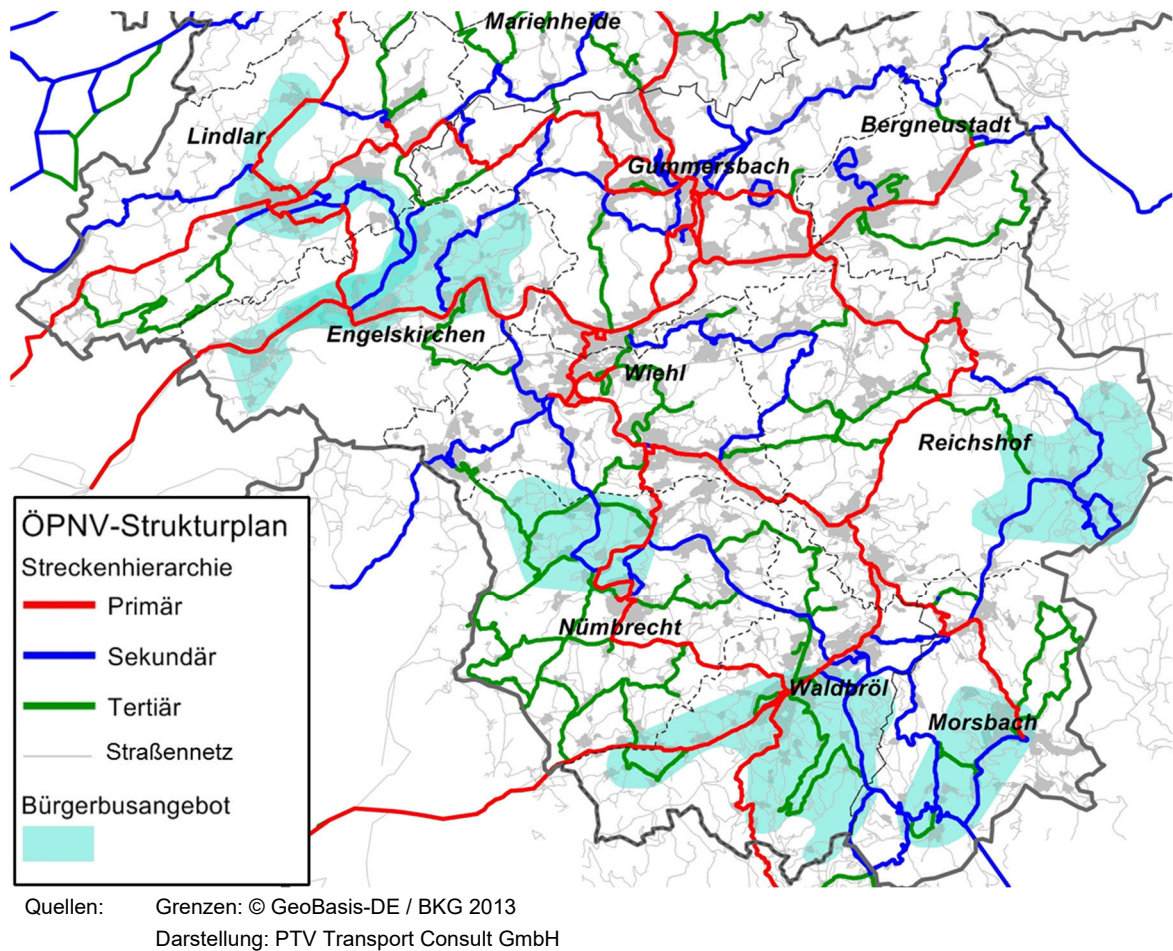 Marienheide
Lindlar
Bergneustadt
Gummersbach
Engelskirchen
Wiehl
Reichshof
ÖPNV-Strukturplan
Streckenhierarchie
Primär
Sekundär
Tertiär
Straßennetz
Bürgerbusangebot
Nümbrecht
Waldbröl
Morsbach
Quellen: Grenzen: © GeoBasis-DE / BKG 2013
Darstellung: PTV Transport Consult GmbH